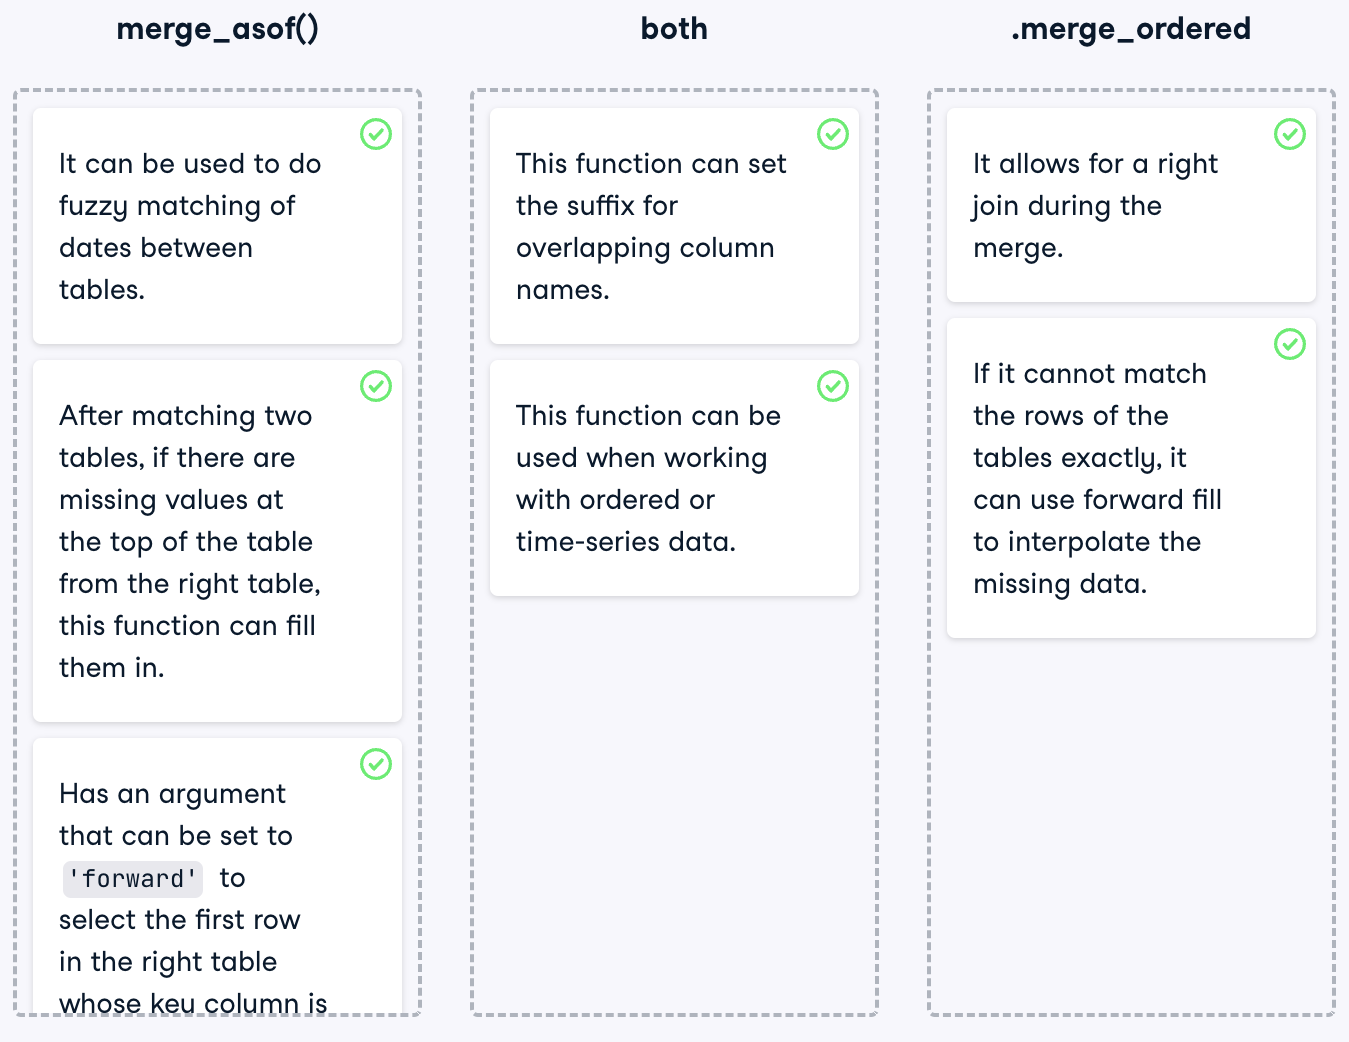 merge_asof()
It can be used to do
fuzzy matching of
dates between
tables.
After matching two
tables, if there are
missing values at
the top of the table
from the right table,
this function can fill
them in.
Has an argument
that can be set to
'forward' to
select the first row
in the right table
whose key column is
both
This function can set
the suffix for
overlapping column
names.
This function can be
used when working
with ordered or
time-series data.
.merge_ordered
It allows for a right
join during the
merge.
If it cannot match
the rows of the
tables exactly, it
can use forward fill
to interpolate the
missing data.